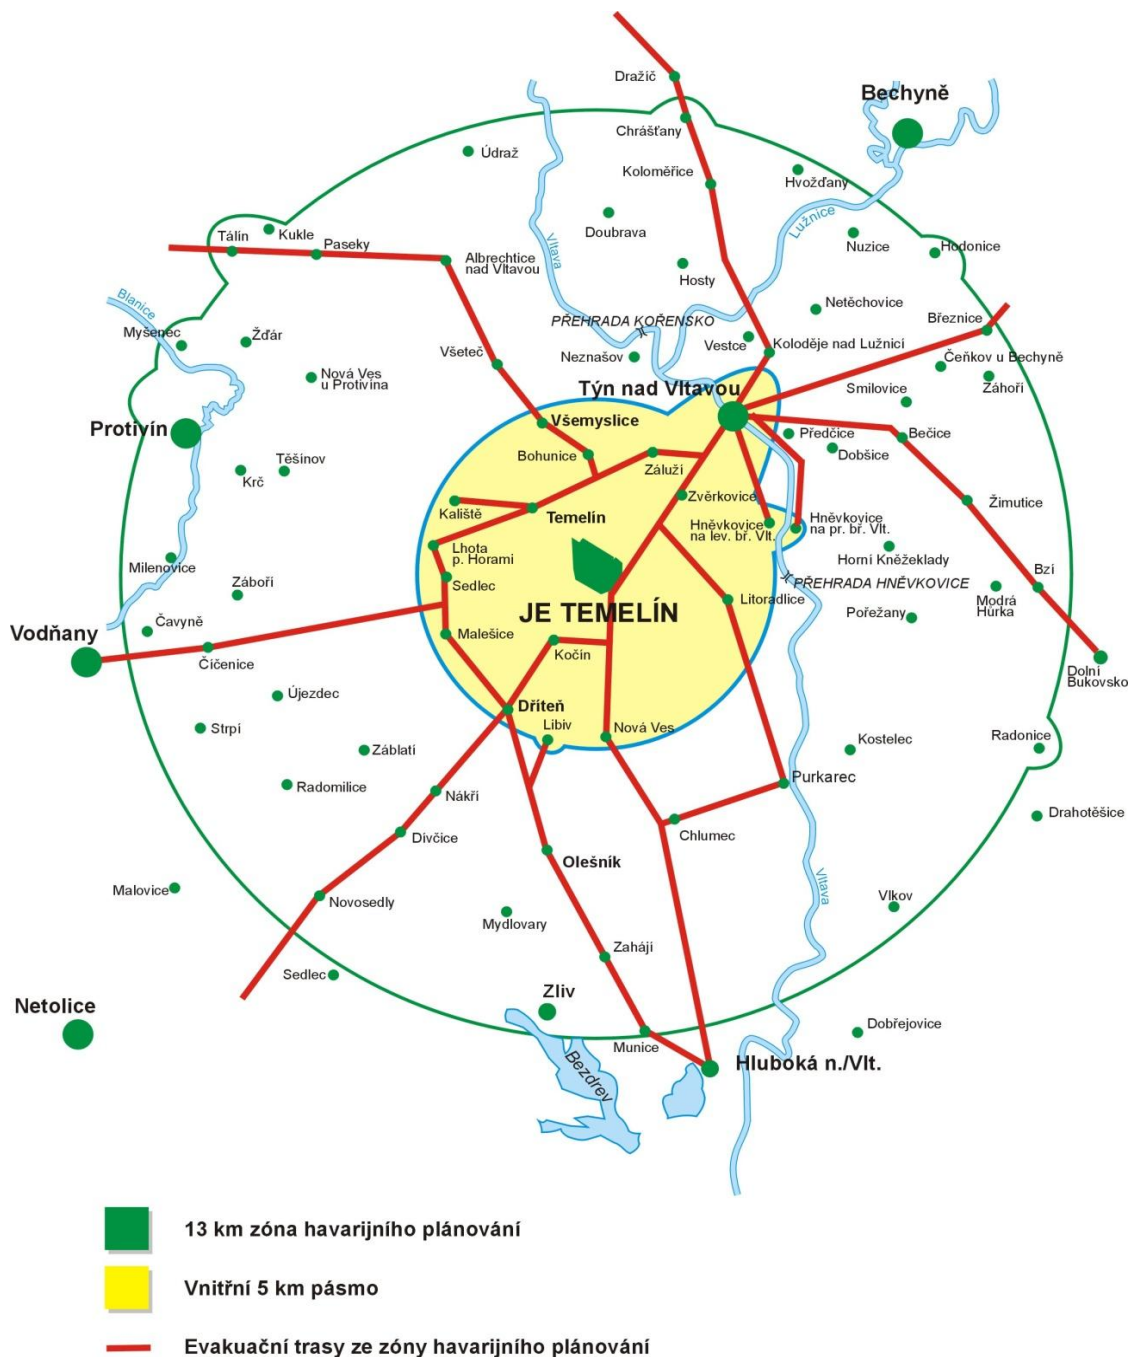 Dražič
Bechyně
Chrášťany
Údraž
Koloměřice
Hvožďany
Lužnice
Doubrava
Vltava
Nuzice
Hodonice
Tálín
Kukle
Paseky
Albrechtice
nad Vltavou
Hosty
Blanice
Netěchovice
Březnice
PŘEHRADA KOŘENSKO
Myšenec
Žďár
Všeteč
Neznašov
Vestce
Koloděje nad Lužnicí
Čeňkov u Bechyně
Nová Ves
u Protivína
Týn nad Vltavou
Smilovice
Záhoří
Protivín
Všemyslice
Předčice
Bečice
Dobšice
Bohunice
Záluží
Těšínov
Krč
Zvěrkovice
Kaliště
Temelín
Žimutice
Hněvkovice
na lev. bř. Vlt.
Hněvkovice
na pr. bř. Vlt.
Lhota
p. Horami
Horní Kněžeklady
Milenovice
Sedlec
PŘEHRADA HNĚVKOVICE
Bzí
Záboří
Litoradlice
Modrá
Hůrka
JE TEMELÍN
Pořežany
Čavyně
Vodňany
Malešice
Kočín
Číčenice
Dolní
Bukovsko
Újezdec
Dříteň
Strpí
Libiv
Nová Ves
Kostelec
Radonice
Záblatí
Radomilice
Nákří
Purkarec
Drahotěšice
Divčice
Chlumec
Olešník
Malovice
Novosedly
Vltava
Vlkov
Mydlovary
Zahájí
Sedlec
Zliv
Netolice
Dobřejovice
Munice
Bezdrev
Hluboká n./Vlt.
13 km zóna havarijního plánování
Vnitřní 5 km pásmo
Evakuační trasy ze zóny havarijního plánování